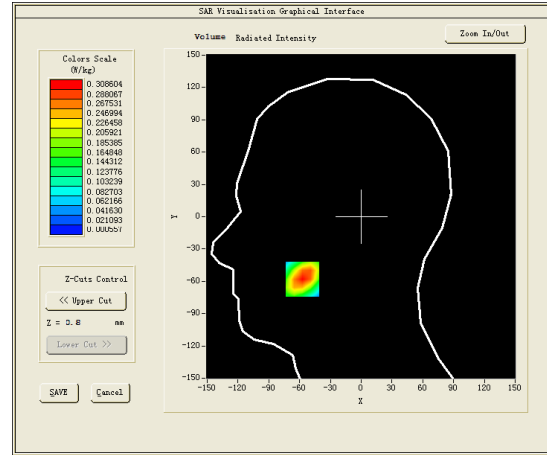 SAR Visualisation Graphical Interface
Volume Radiated Intensity
Zoom In/Out
Colors Scale
(W/kg)
0.308604
0.288067
0.267531
0.246994
0.226458
0.205921
0.185385
0.164848
0.144312
0.123776
0.103239
0.082703
0.062166
0.041630
0.021093
0.000557
Z-Cuts Control
<< Upper Cut
Z = 0.8 mm
Lower Cut >>
SAVE Cancel
150
120
90
60
30
0
-30
-60
-90
-120
-150
Y
-150 -120 -90 -60 -30 0 30 60 90 120 150
X